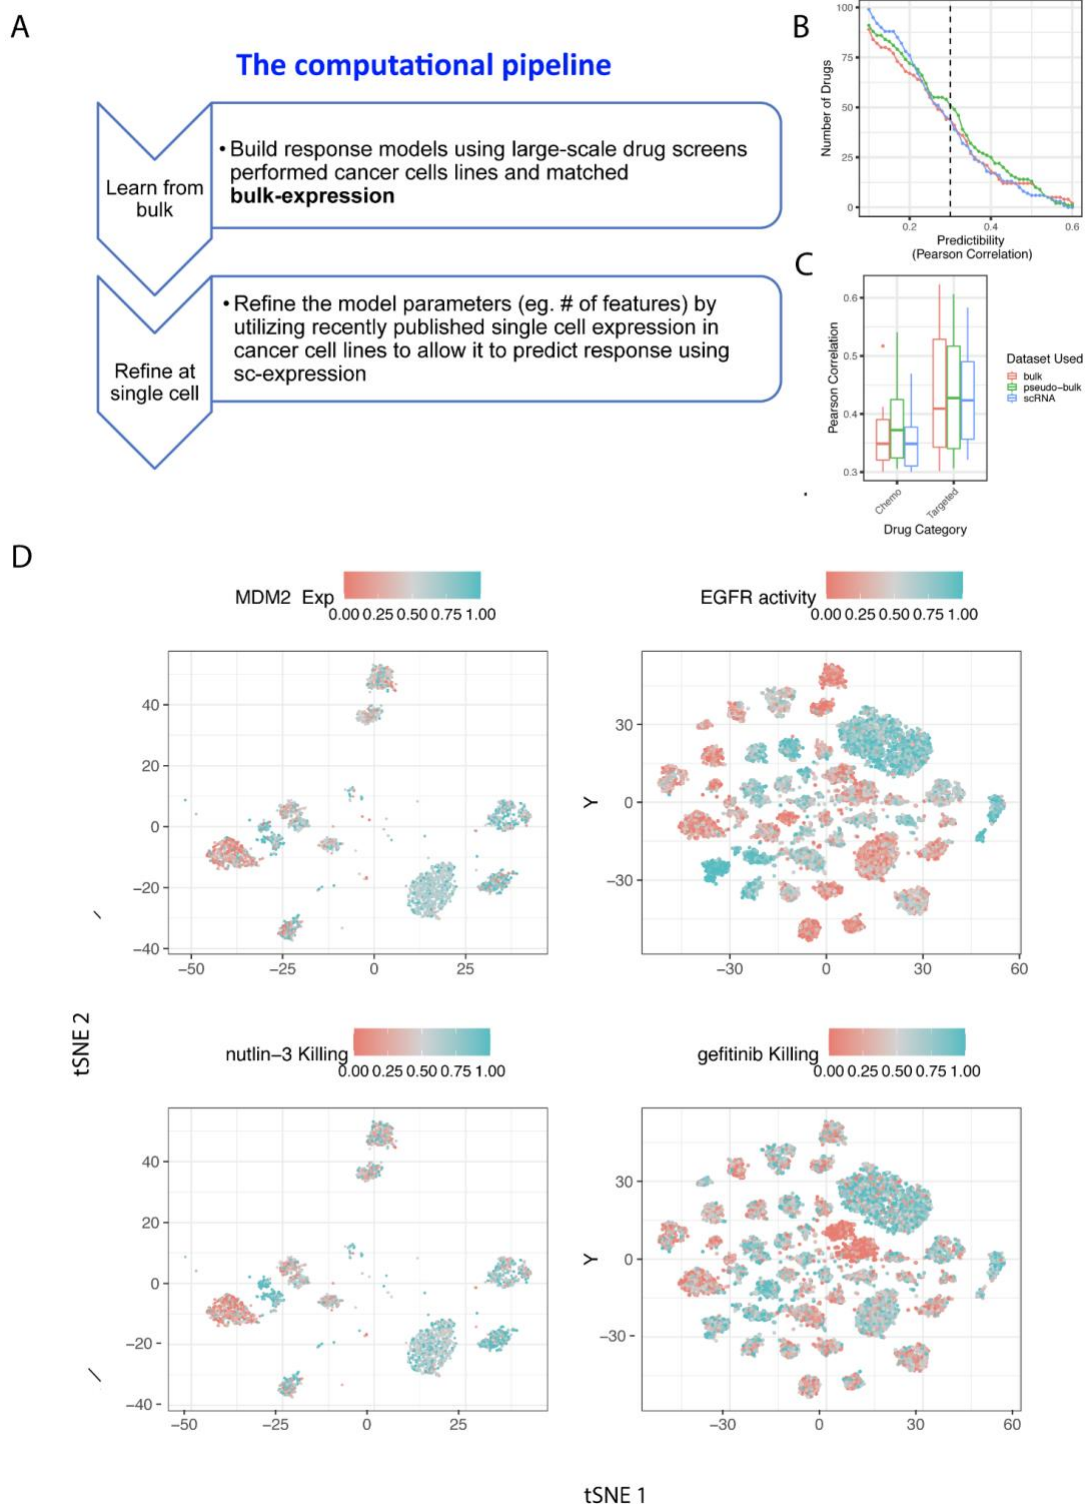 A
The computational pipeline
Learn from
bulk
• Build response models using large-scale drug screens
performed cancer cells lines and matched
bulk-expression
Refine at
single cell
• Refine the model parameters (eg. # of features) by
utilizing recently published single cell expression in
cancer cell lines to allow it to predict response using
sc-expression
B
100
75
50
25
0
Number of Drugs
0.2 0.4 0.6
Predictibility
(Pearson Correlation)
C
0.6
0.5
0.4
0.3
Pearson Correlation
Chemo Targeted
Drug Category
Dataset Used
bulk
pseudo-bulk
scRNA
D
MDM2 Exp
0.00 0.25 0.50 0.75 1.00
40
20
0
−20
−40
−50 −25 0 25
EGFR activity
0.00 0.25 0.50 0.75 1.00
Y
30
0
−30
−30 0 30 60
tSNE 2
nutlin−3 Killing
0.00 0.25 0.50 0.75 1.00
40
20
0
−20
−40
−50 −25 0 25
gefitinib Killing
0.00 0.25 0.50 0.75 1.00
Y
30
0
−30
−30 0 30 60
tSNE 1